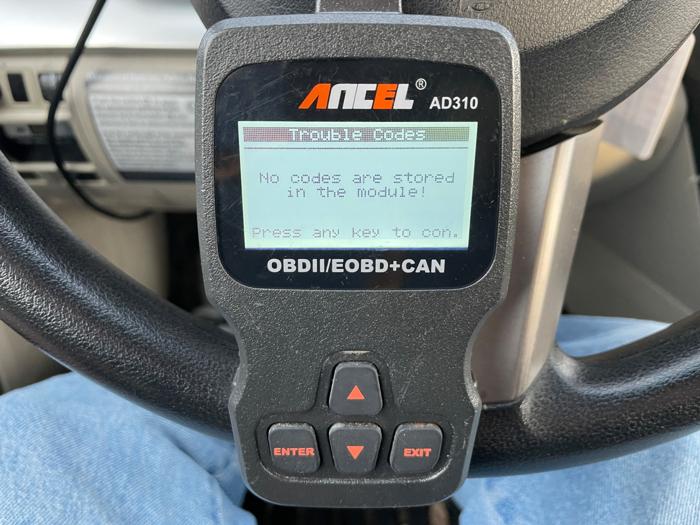 ANCEL® AD310
Trouble Codes
No codes are stored
in the module!
Press any key to con.
OBDII/EOBD+CAN
ENTER
EXIT